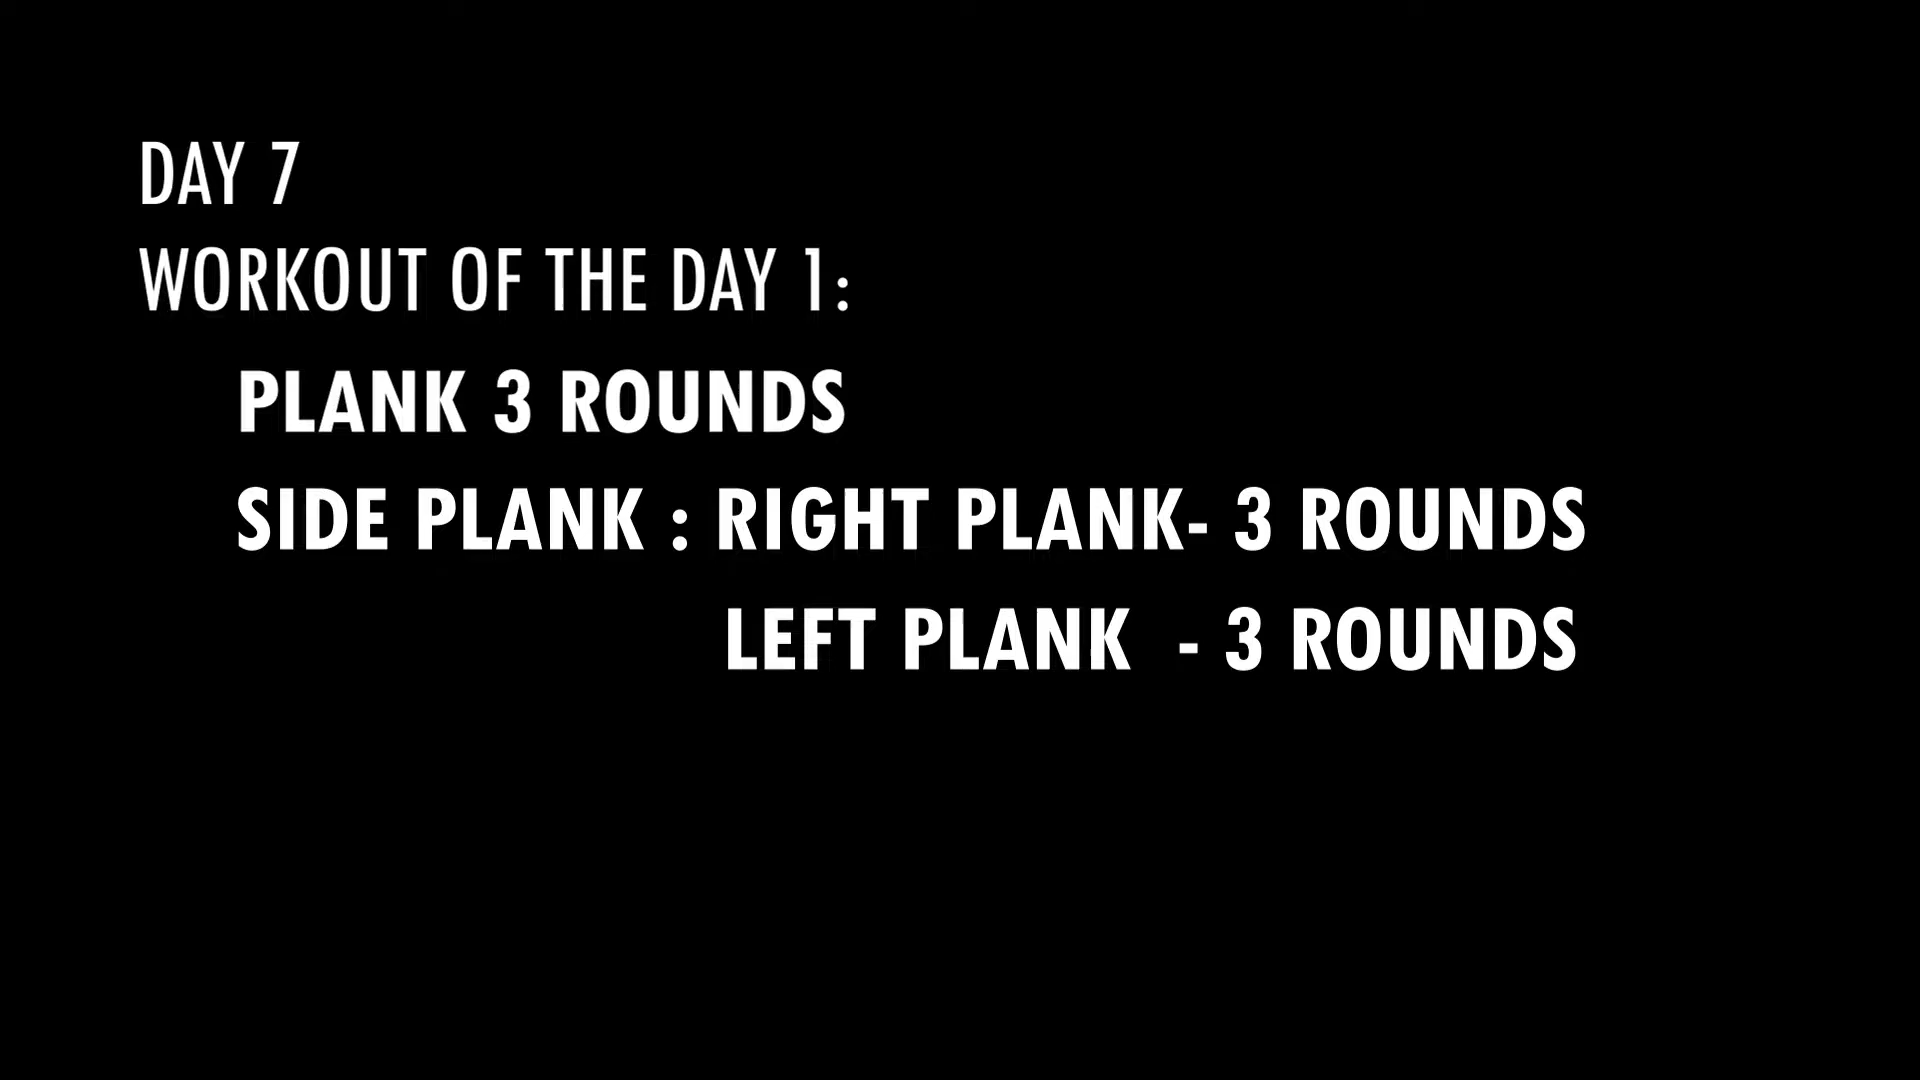 DAY 7
WORKOUT OF THE DAY 1:
PLANK 3 ROUNDS
SIDE PLANK : RIGHT PLANK- 3 ROUNDS
LEFT PLANK - 3 ROUNDS